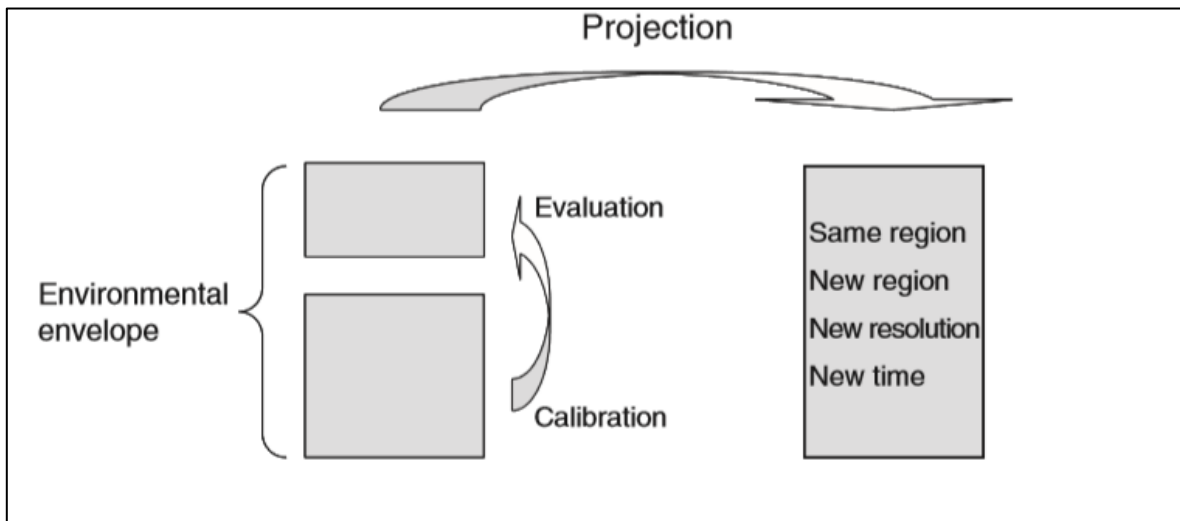 Projection
Evaluation
Environmental
envelope
Calibration
Same region
New region
New resolution
New time